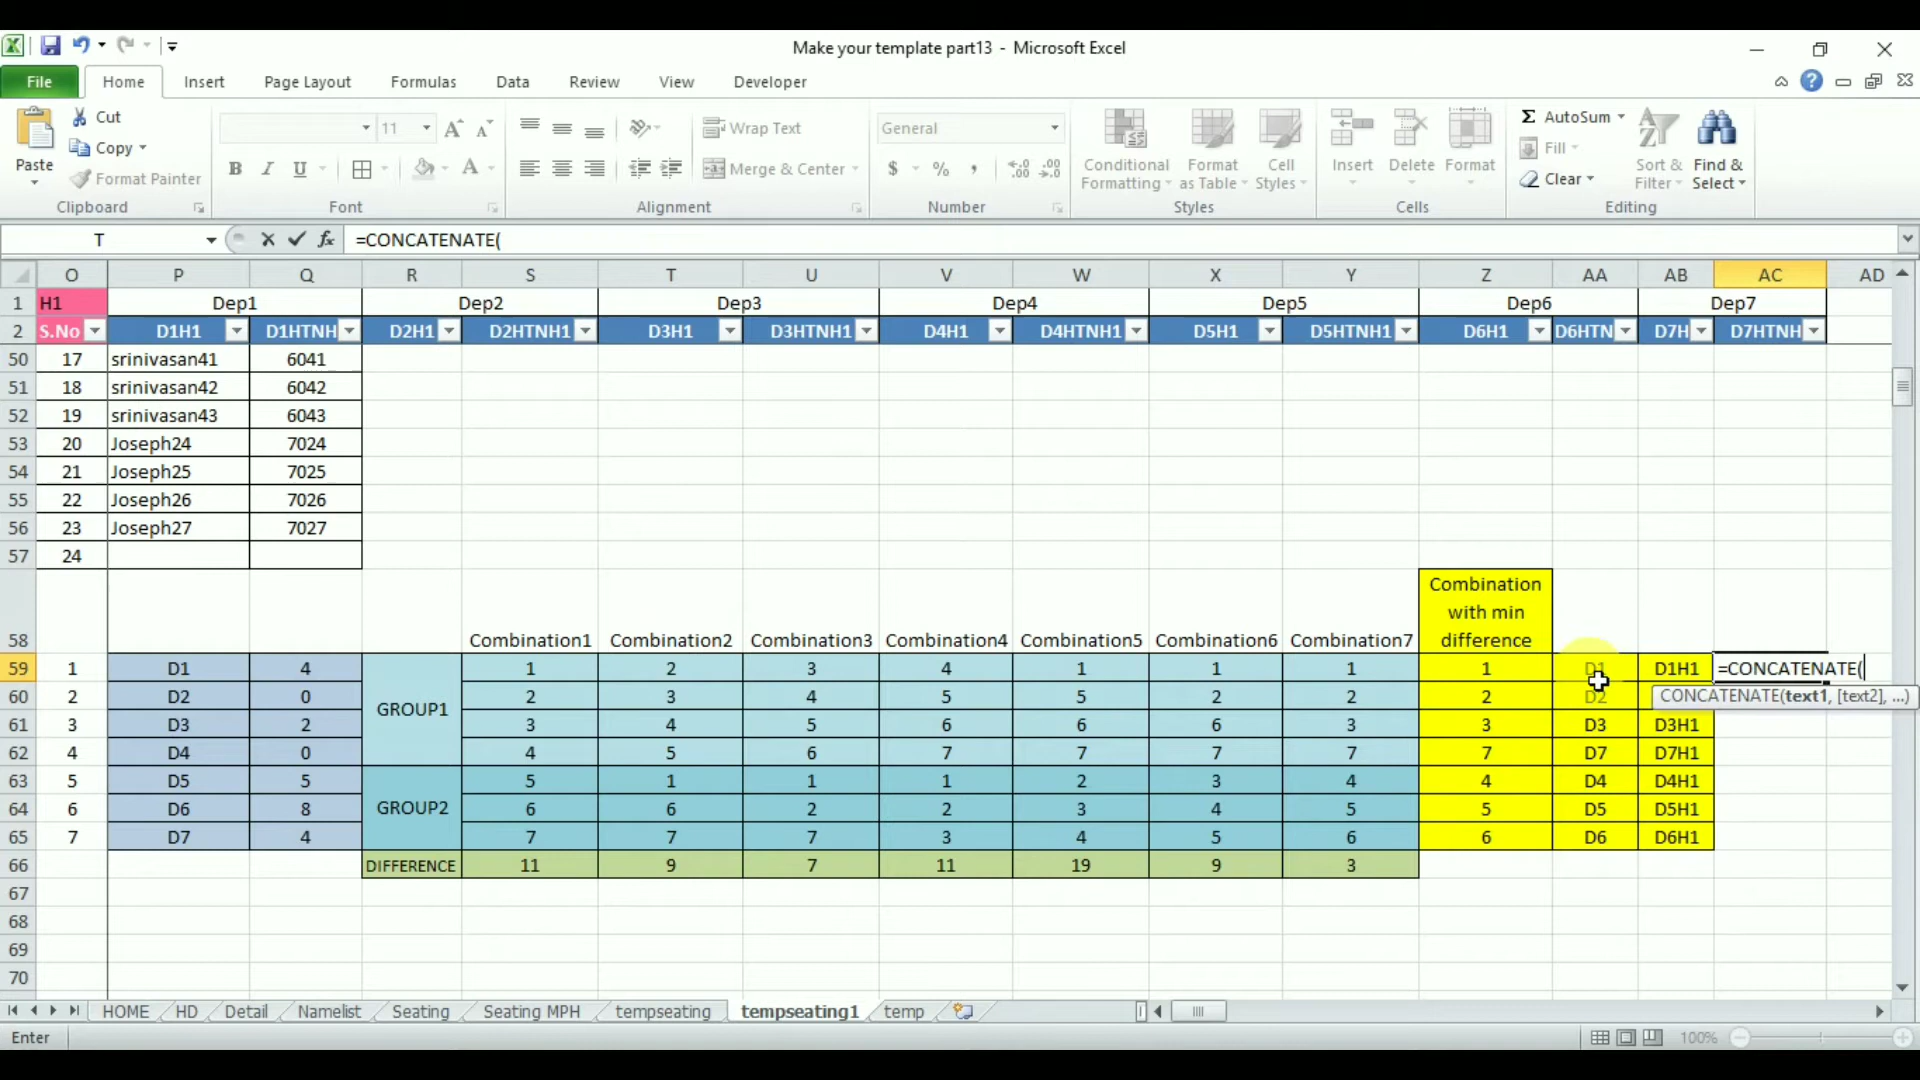 Make your template part13 - Microsoft Excel
File Home Insert Page Layout Formulas Data Review View Developer
Cut
Copy
Format Painter
Paste
Clipboard
11
B I U
Font
Wrap Text
Merge & Center
Alignment
General
$ % ,
Number
Conditional Formatting
Format as Table
Cell Styles
Styles
Insert Delete Format
Cells
Σ AutoSum
Fill
Clear
Sort & Filter
Find & Select
Editing
T fx =CONCATENATE(
O P Q R S T U V W X Y Z AA AB AC AD
1 H1 Dep1 Dep2 Dep3 Dep4 Dep5 Dep6 Dep7
2 S.No D1H1 D1HTNH D2H1 D2HTNH1 D3H1 D3HTNH1 D4H1 D4HTNH1 D5H1 D5HTNH1 D6H1 D6HTN D7H D7HTNH
50 17 srinivasan41 6041
51 18 srinivasan42 6042
52 19 srinivasan43 6043
53 20 Joseph24 7024
54 21 Joseph25 7025
55 22 Joseph26 7026
56 23 Joseph27 7027
57 24
58 Combination1 Combination2 Combination3 Combination4 Combination5 Combination6 Combination7 Combination with min difference
59 1 D1 4 GROUP1 1 2 3 4 1 1 1 1 D1 D1H1 =CONCATENATE(
60 2 D2 0 2 3 4 5 5 2 2 2 D2 CONCATENATE(text1, [text2], ...)
61 3 D3 2 3 4 5 6 6 6 3 3 D3 D3H1
62 4 D4 0 4 5 6 7 7 7 7 7 D7 D7H1
63 5 D5 5 GROUP2 5 1 1 1 2 3 4 4 D4 D4H1
64 6 D6 8 6 6 2 2 3 4 5 5 D5 D5H1
65 7 D7 4 7 7 7 3 4 5 6 6 D6 D6H1
66 DIFFERENCE 11 9 7 11 19 9 3
67
68
69
70
HOME HD Detail Namelist Seating Seating MPH tempseating tempseating1 temp
Enter 100%